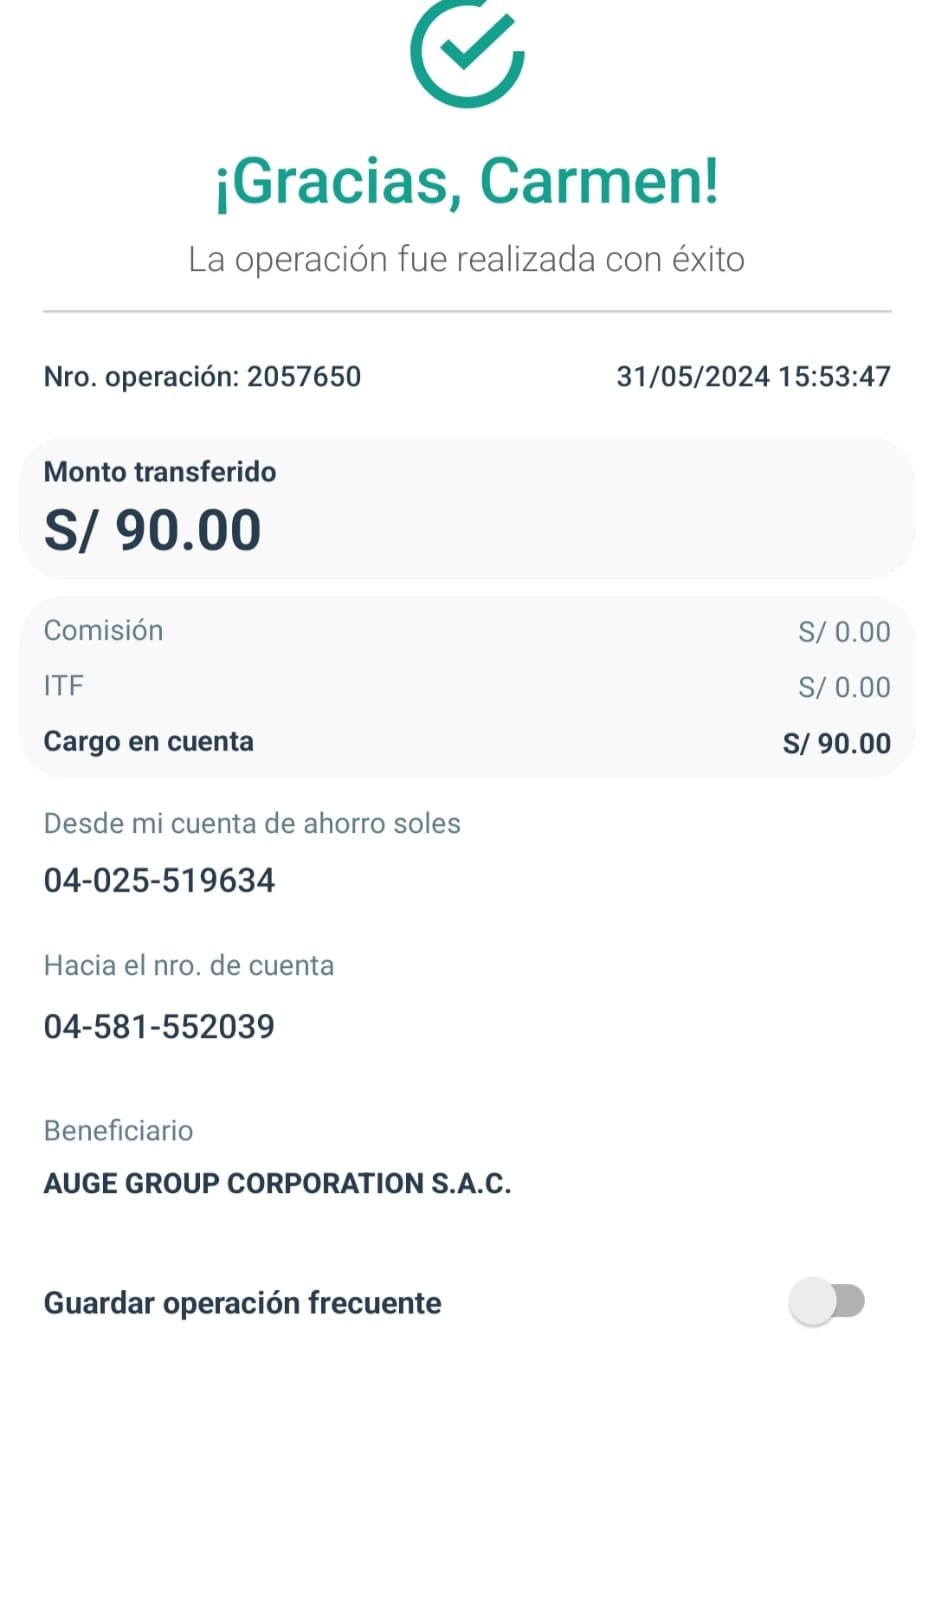 ¡Gracias, Carmen!
La operación fue realizada con éxito
Nro. operación: 2057650 31/05/2024 15:53:47
Monto transferido
S/ 90.00
Comisión S/ 0.00
ITF S/ 0.00
Cargo en cuenta S/ 90.00
Desde mi cuenta de ahorro soles
04-025-519634
Hacia el nro. de cuenta
04-581-552039
Beneficiario
AUGE GROUP CORPORATION S.A.C.
Guardar operación frecuente